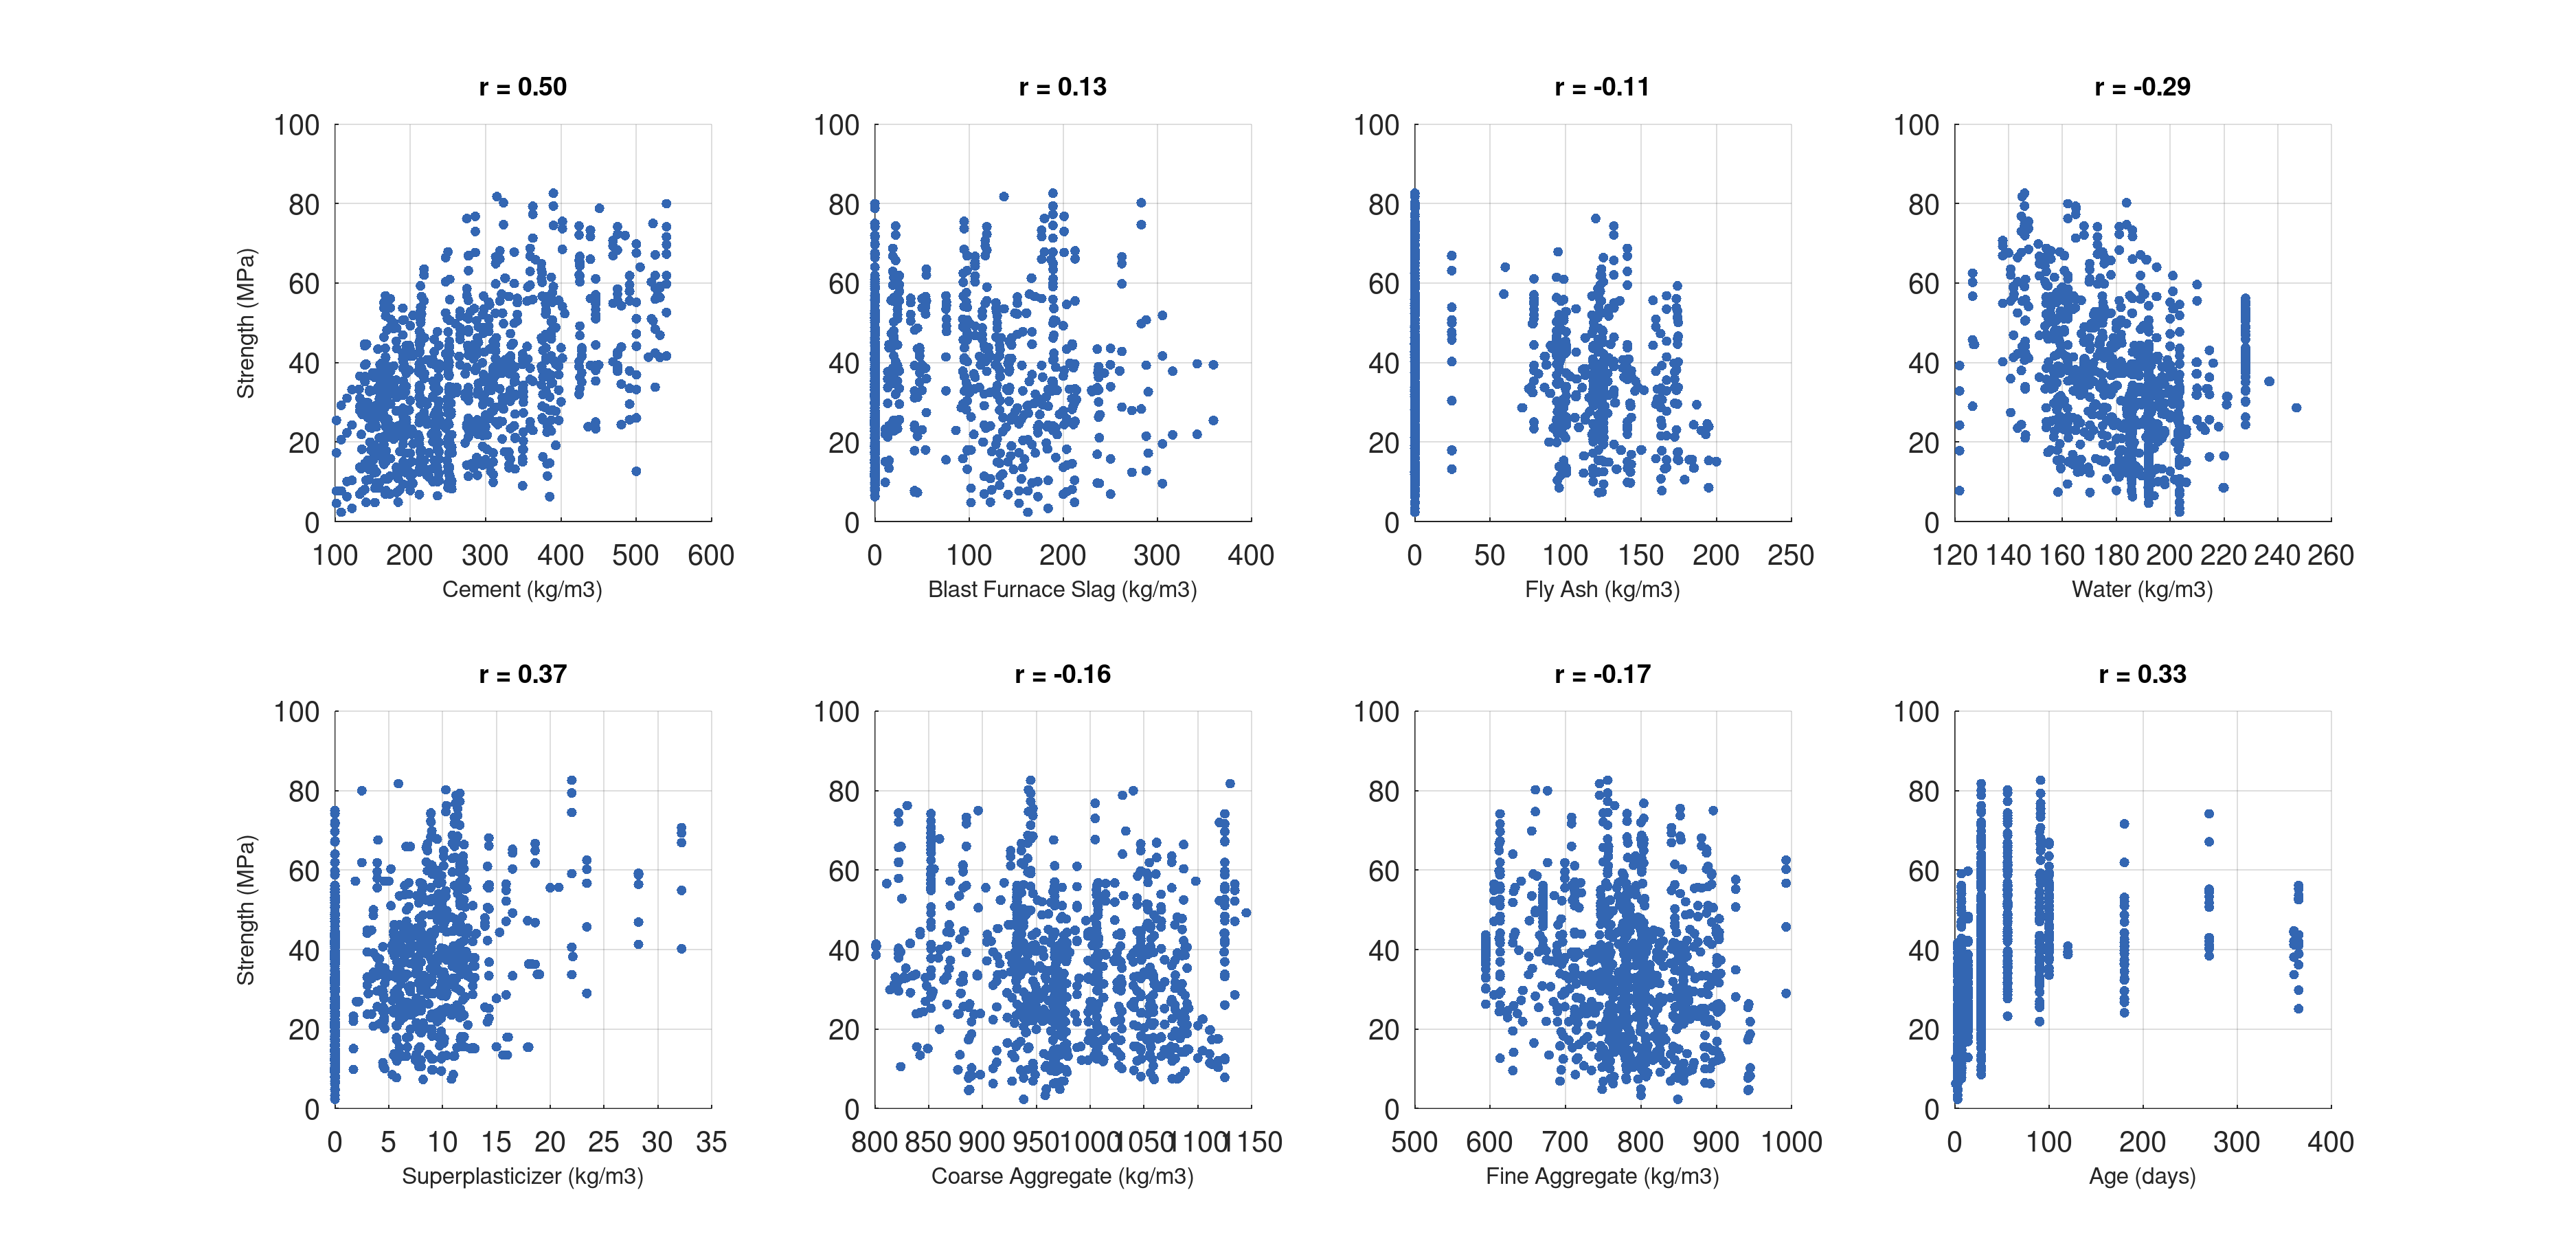 r = 0.50
r = 0.13
r = -0.11
r = -0.29
100
80
60
40
20
0
Strength (MPa)
100 200 300 400 500 600
Cement (kg/m3)
100
80
60
40
20
0
0 100 200 300 400
Blast Furnace Slag (kg/m3)
100
80
60
40
20
0
0 50 100 150 200 250
Fly Ash (kg/m3)
100
80
60
40
20
0
120 140 160 180 200 220 240 260
Water (kg/m3)
r = 0.37
r = -0.16
r = -0.17
r = 0.33
100
80
60
40
20
0
Strength (MPa)
0 5 10 15 20 25 30 35
Superplasticizer (kg/m3)
100
80
60
40
20
0
800 850 900 950 1000 1050 1100 1150
Coarse Aggregate (kg/m3)
100
80
60
40
20
0
500 600 700 800 900 1000
Fine Aggregate (kg/m3)
100
80
60
40
20
0
0 100 200 300 400
Age (days)